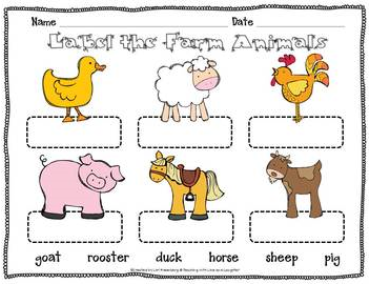 Name Date
Label the Farm Animals
goat rooster duck horse sheep pig